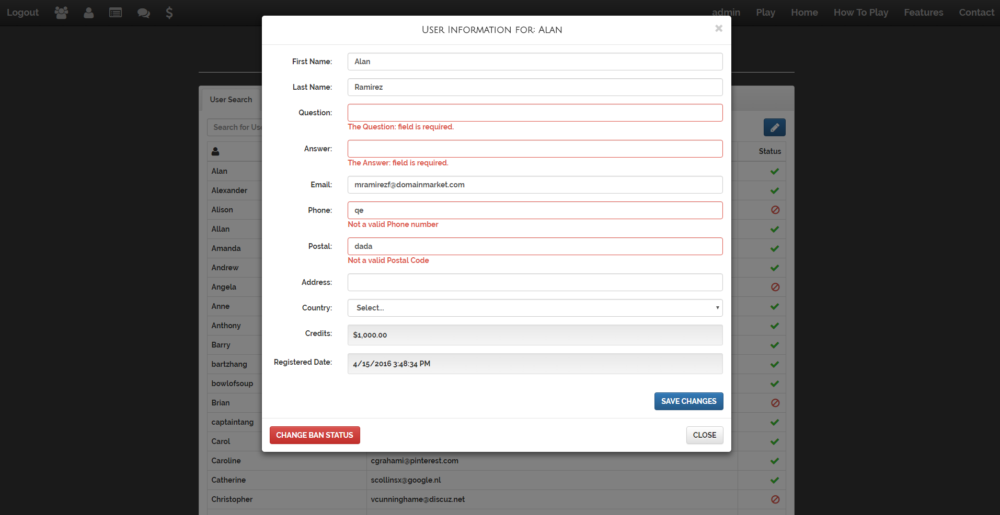 Logout admin Play Home How To Play Features Contact
User Information for: Alan ×
First Name: Alan
Last Name: Ramirez
Question:
The Question: field is required.
Answer:
The Answer: field is required.
Email: mramirezf@domainmarket.com
Phone: qe
Not a valid Phone number
Postal: dada
Not a valid Postal Code
Address:
Country: Select...
Credits: $1,000.00
Registered Date: 4/15/2016 3:48:34 PM
SAVE CHANGES
CHANGE BAN STATUS CLOSE
User Search
Search for Use
Status
Alan
Alexander
Alison
Allan
Amanda
Andrew
Angela
Anne
Anthony
Barry
bartzhang
bowlofsoup
Brian
captaintang
Carol
Caroline cgrahami@pinterest.com
Catherine scollinsx@google.nl
Christopher vcunninghame@discuz.net